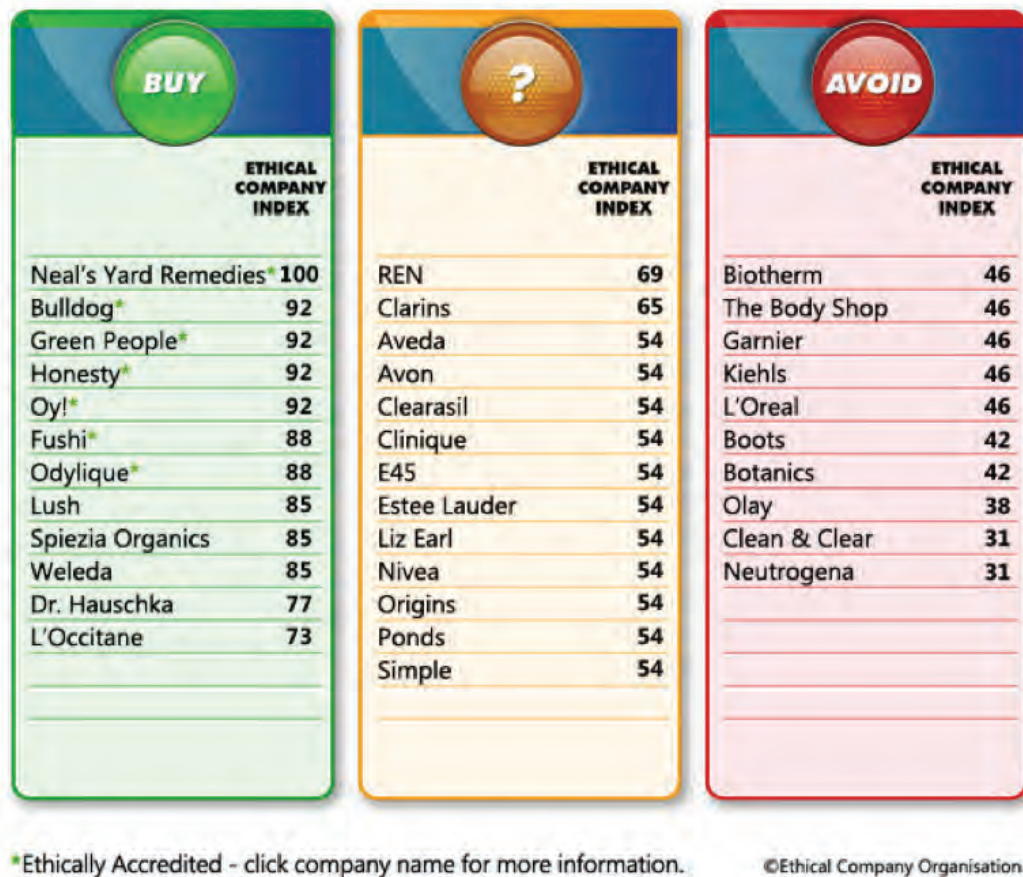 BUY
ETHICAL
COMPANY
INDEX
Neal's Yard Remedies* 100
Bulldog* 92
Green People* 92
Honesty* 92
Oy!* 92
Fushi* 88
Odylique* 88
Lush 85
Spiezia Organics 85
Weleda 85
Dr. Hauschka 77
L'Occitane 73
?
ETHICAL
COMPANY
INDEX
REN 69
Clarins 65
Aveda 54
Avon 54
Clearasil 54
Clinique 54
E45 54
Estee Lauder 54
Liz Earl 54
Nivea 54
Origins 54
Ponds 54
Simple 54
AVOID
ETHICAL
COMPANY
INDEX
Biotherm 46
The Body Shop 46
Garnier 46
Kiehls 46
L'Oreal 46
Boots 42
Botanics 42
Olay 38
Clean & Clear 31
Neutrogena 31
*Ethically Accredited - click company name for more information.
©Ethical Company Organisation